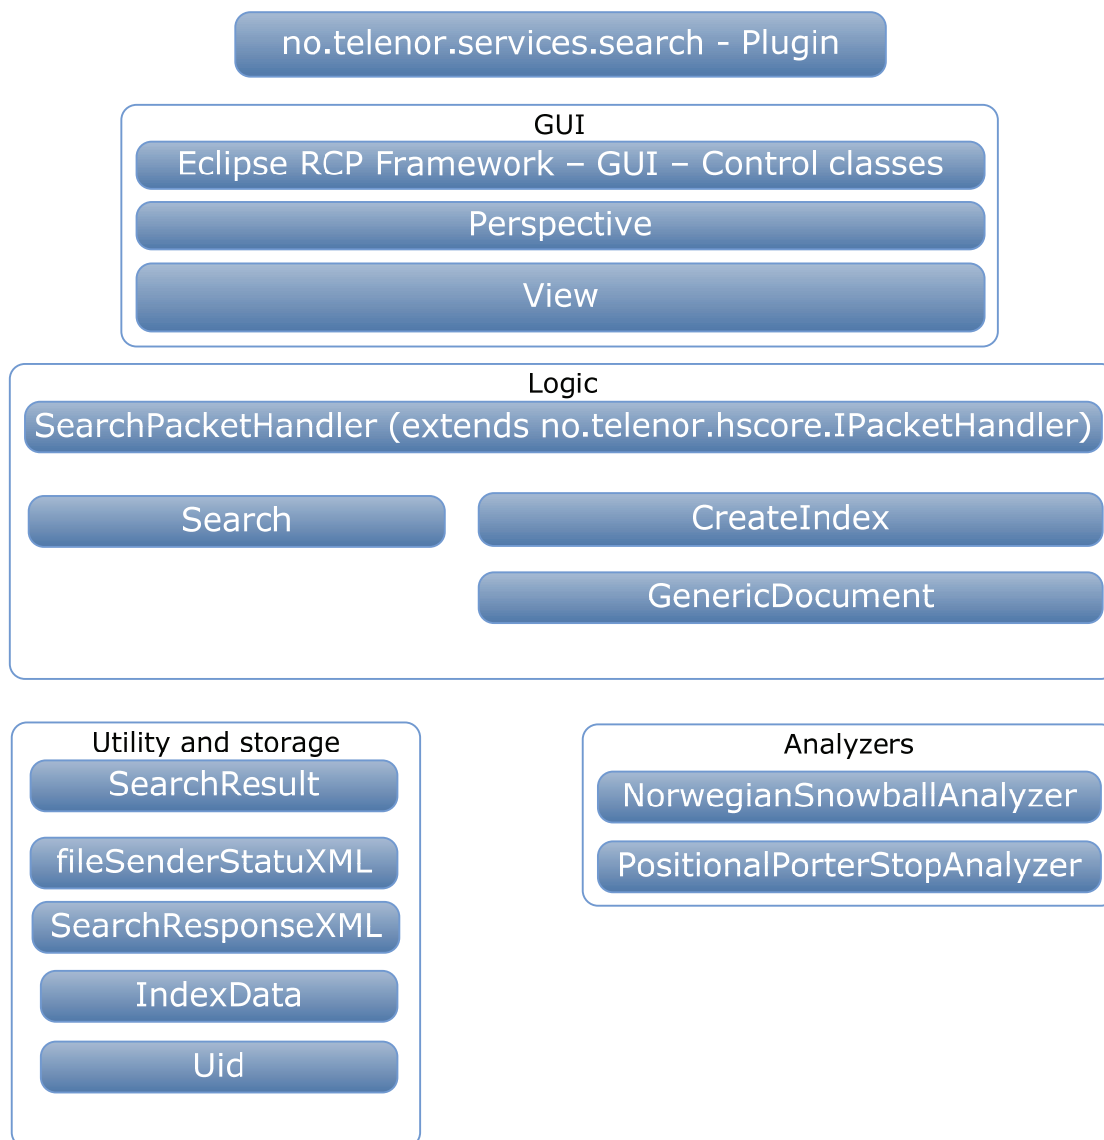 no.telenor.services.search - Plugin
GUI
Eclipse RCP Framework – GUI – Control classes
Perspective
View
Logic
SearchPacketHandler (extends no.telenor.hscore.IPacketHandler)
Search
CreateIndex
GenericDocument
Utility and storage
SearchResult
fileSenderStatuXML
SearchResponseXML
IndexData
Uid
Analyzers
NorwegianSnowballAnalyzer
PositionalPorterStopAnalyzer